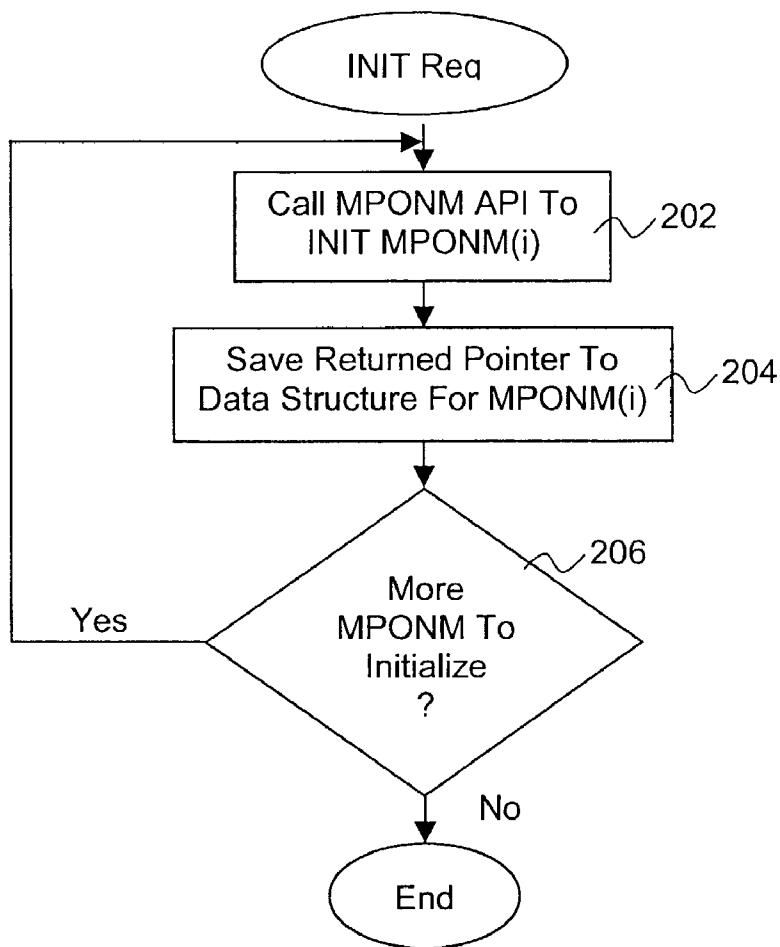 INIT Req
Call MPONM API To
INIT MPONM(i)
202
Save Returned Pointer To
Data Structure For MPONM(i)
204
206
More
MPONM To
Initialize
?
Yes
No
End